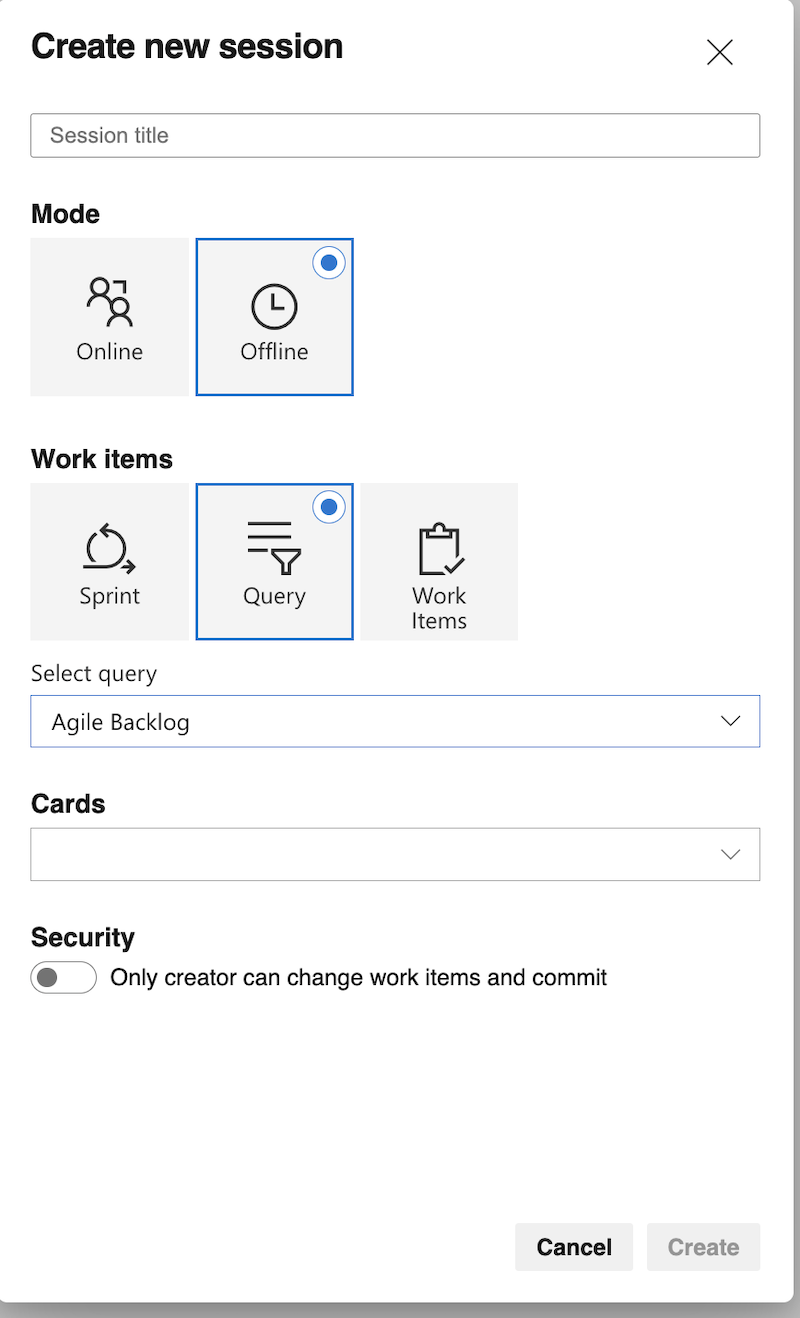 Create new session
Session title
Mode
Online
Offline
Work items
Sprint
Query
Work
Items
Select query
Agile Backlog
Cards
Security
Only creator can change work items and commit
Cancel
Create